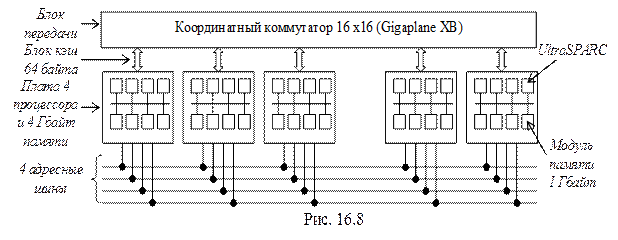 Блок
передачи
Блок кэш
64 байта
Плата 4
процессора
и 4 Гбайт
памяти
4 адресные
шины
Координатный коммутатор 16 x16 (Gigaplane XB)
UltraSPARC
Модуль
памяти
1 Гбайт
Рис. 16.8